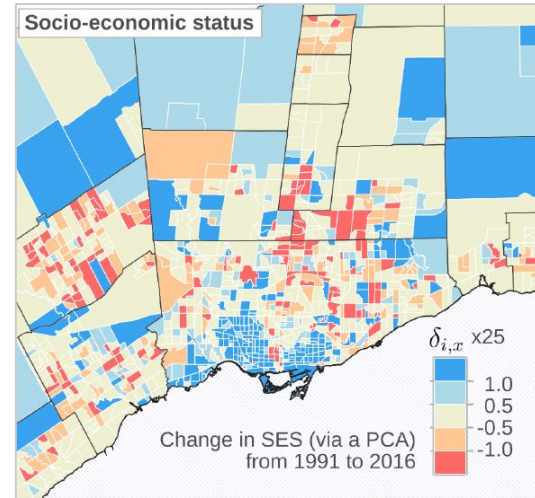 Socio-economic status
δi,x x25
1.0
0.5
-0.5
-1.0
Change in SES (via a PCA)
from 1991 to 2016